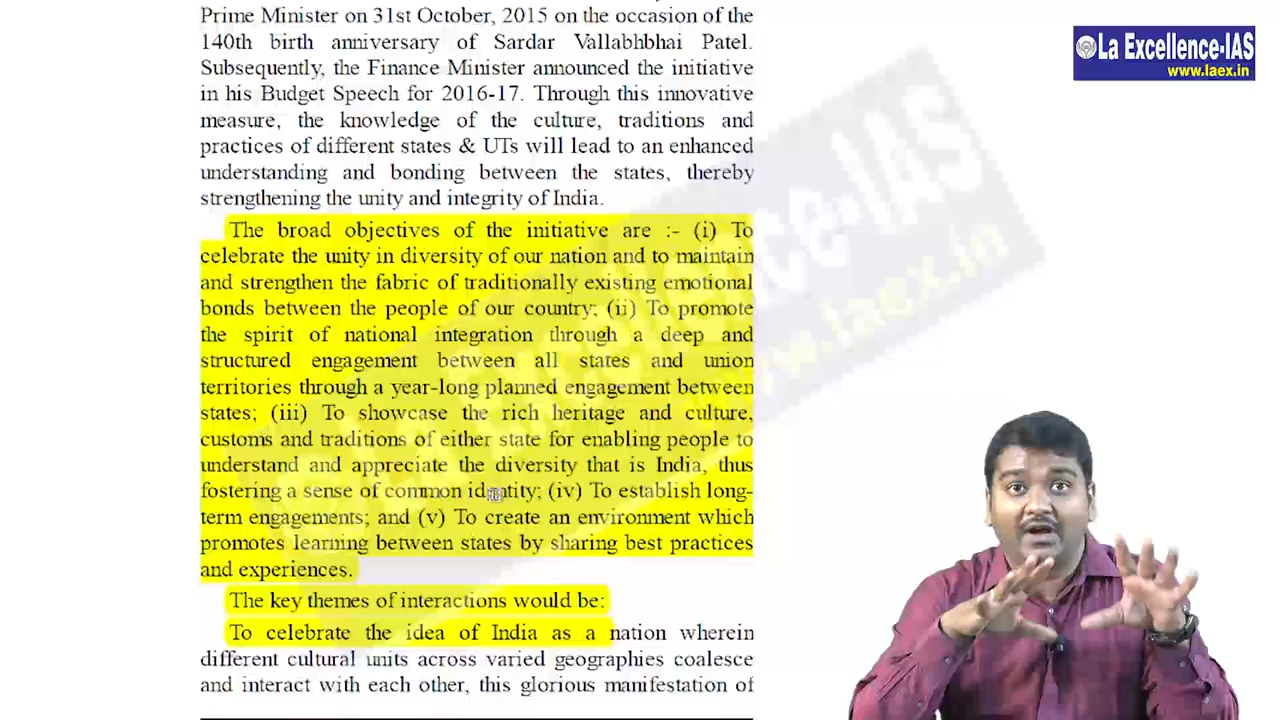 Prime Minister on 31st October, 2015 on the occasion of the
140th birth anniversary of Sardar Vallabhbhai Patel.
Subsequently, the Finance Minister announced the initiative
in his Budget Speech for 2016-17. Through this innovative
measure, the knowledge of the culture, traditions and
practices of different states & UTs will lead to an enhanced
understanding and bonding between the states, thereby
strengthening the unity and integrity of India.
The broad objectives of the initiative are :- (i) To
celebrate the unity in diversity of our nation and to maintain
and strengthen the fabric of traditionally existing emotional
bonds between the people of our country; (ii) To promote
the spirit of national integration through a deep and
structured engagement between all states and union
territories through a year-long planned engagement between
states; (iii) To showcase the rich heritage and culture,
customs and traditions of either state for enabling people to
understand and appreciate the diversity that is India, thus
fostering a sense of common identity; (iv) To establish long-
term engagements; and (v) To create an environment which
promotes learning between states by sharing best practices
and experiences.
The key themes of interactions would be:
To celebrate the idea of India as a nation wherein
different cultural units across varied geographies coalesce
and interact with each other, this glorious manifestation of
La Excellence-IAS
www.laex.in
@La Excellence-IAS
www.laex.in